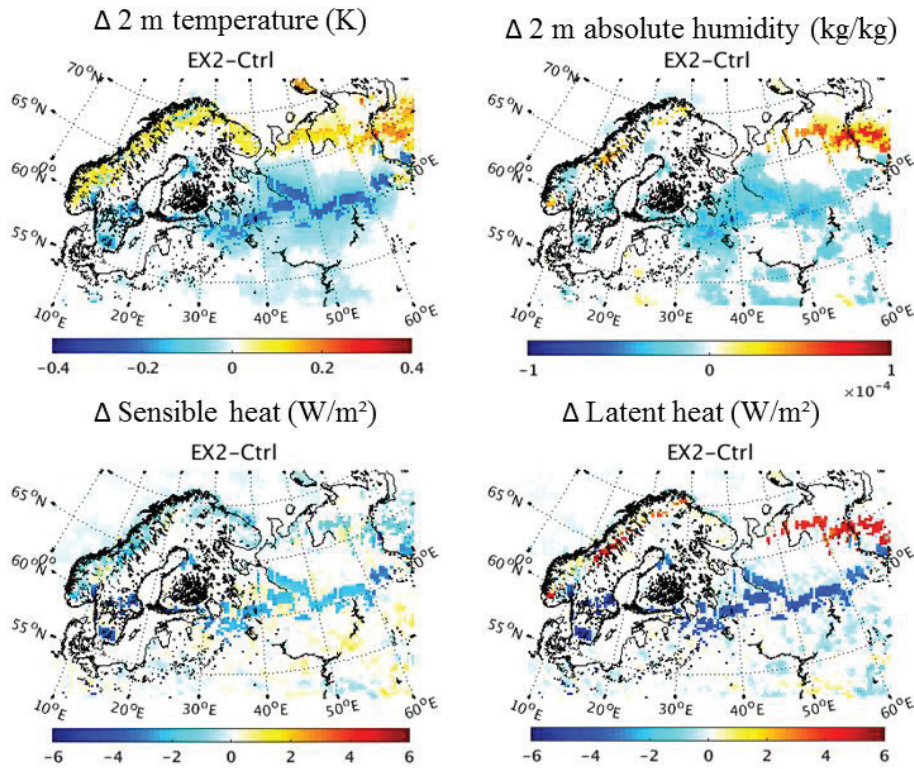 Δ 2 m temperature (K)
EX2-Ctrl
70°N
65°N
60°N
55°N
70°E
10°E
20°E
30°E
40°E
50°E
60°E
-0.4
-0.2
0
0.2
0.4
Δ 2 m absolute humidity (kg/kg)
EX2-Ctrl
70°N
65°N
60°N
55°N
70°E
10°E
20°E
30°E
40°E
50°E
60°E
-1
0
1
×10⁻⁴
Δ Sensible heat (W/m²)
EX2-Ctrl
65°N
70°N
60°N
55°N
70°E
10°E
20°E
30°E
40°E
50°E
60°E
-6
-4
-2
0
2
4
6
Δ Latent heat (W/m²)
EX2-Ctrl
65°N
70°N
60°N
55°N
70°E
10°E
20°E
30°E
40°E
50°E
60°E
-6
-4
-2
0
2
4
6